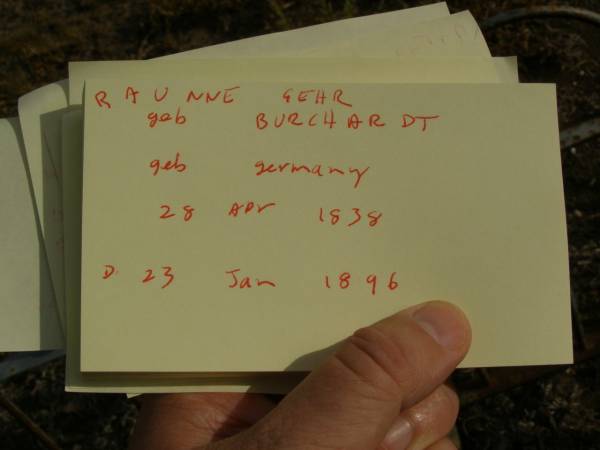 RAUNNE GEHR
geb BURCHARDT
geb germany
28 APr 1838
D. 23 Jan 1896